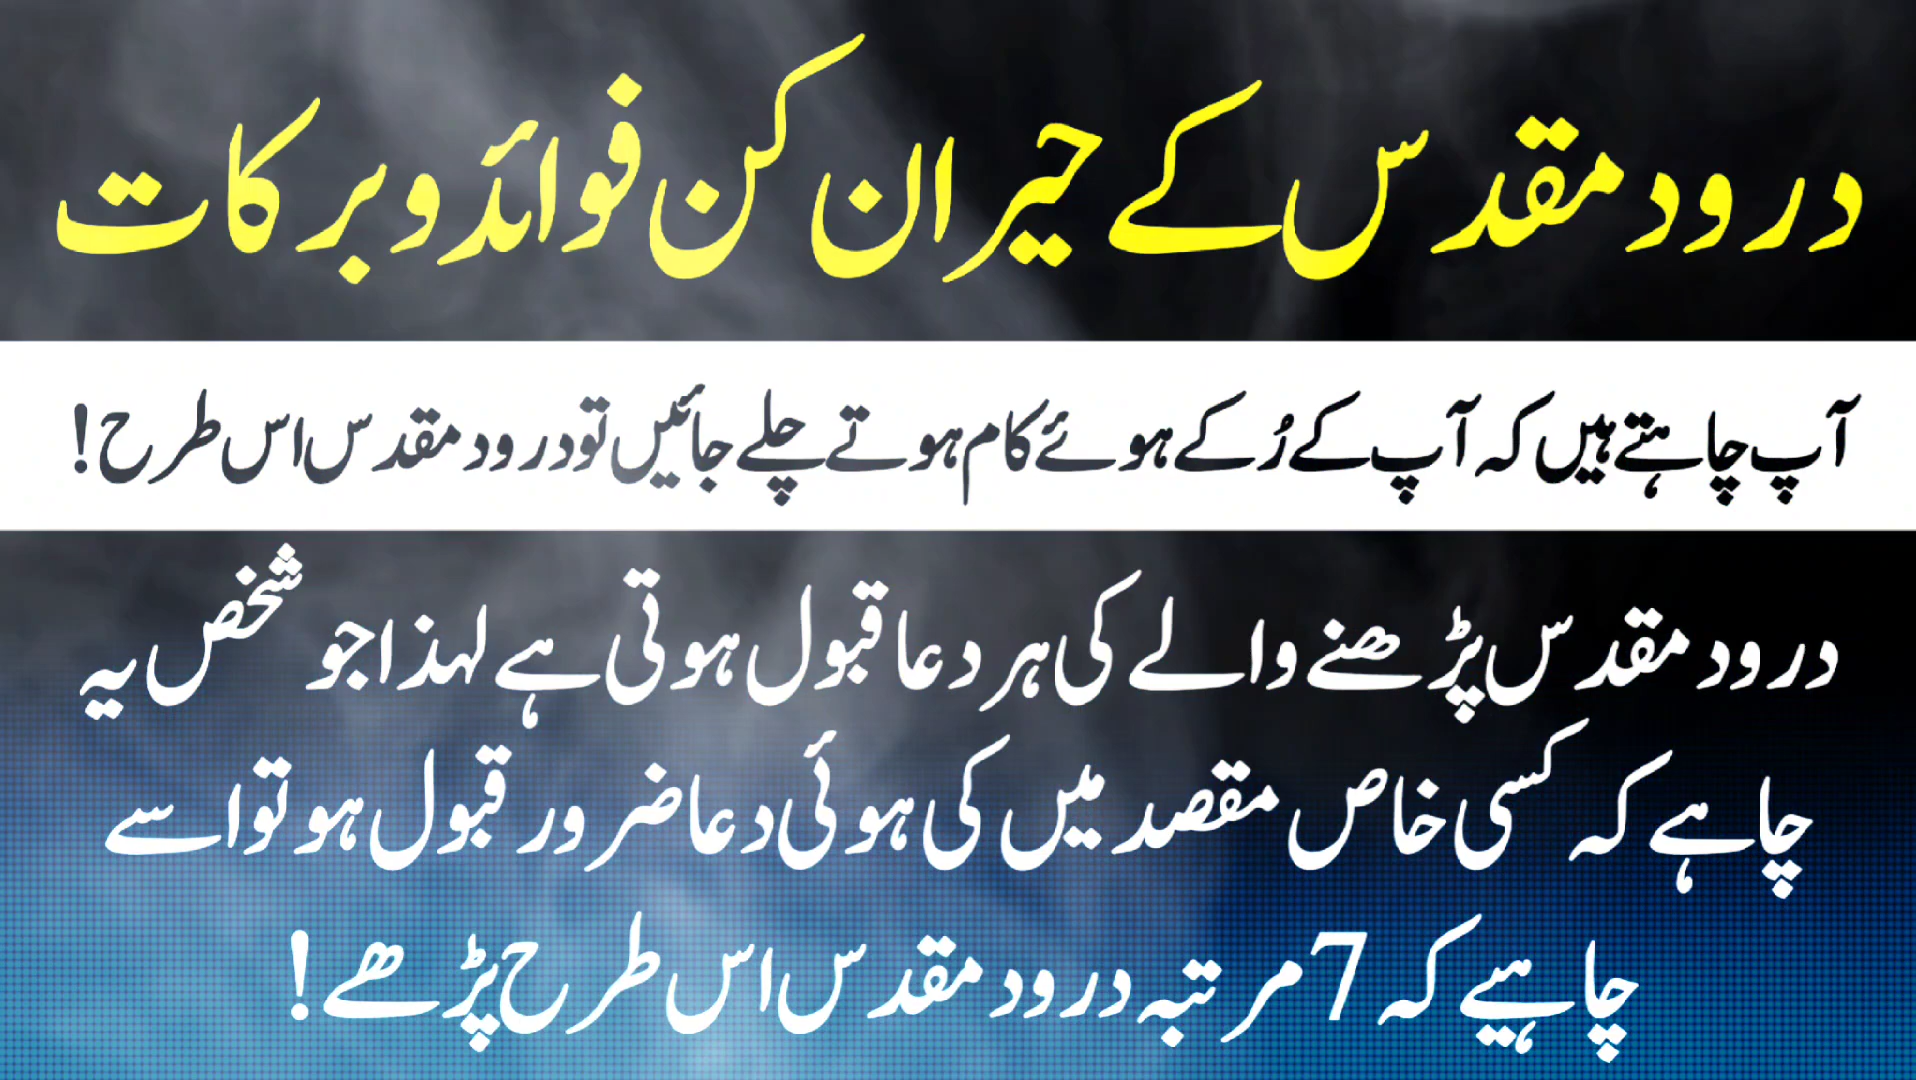 درود مقدس کے حیران کن فوائد و برکات
آپ چاہتے ہیں کہ آپ کے رُکے ہوئے کام ہوتے چلے جائیں تو درود مقدس اس طرح!
درود مقدس پڑھنے والے کی ہر دعا قبول ہوتی ہے لہذا جو شخص یہ
چاہے کہ کسی خاص مقصد میں کی ہوئی دعا ضرور قبول ہو تو اسے
چاہیے کہ 7 مرتبہ درود مقدس اس طرح پڑھے!